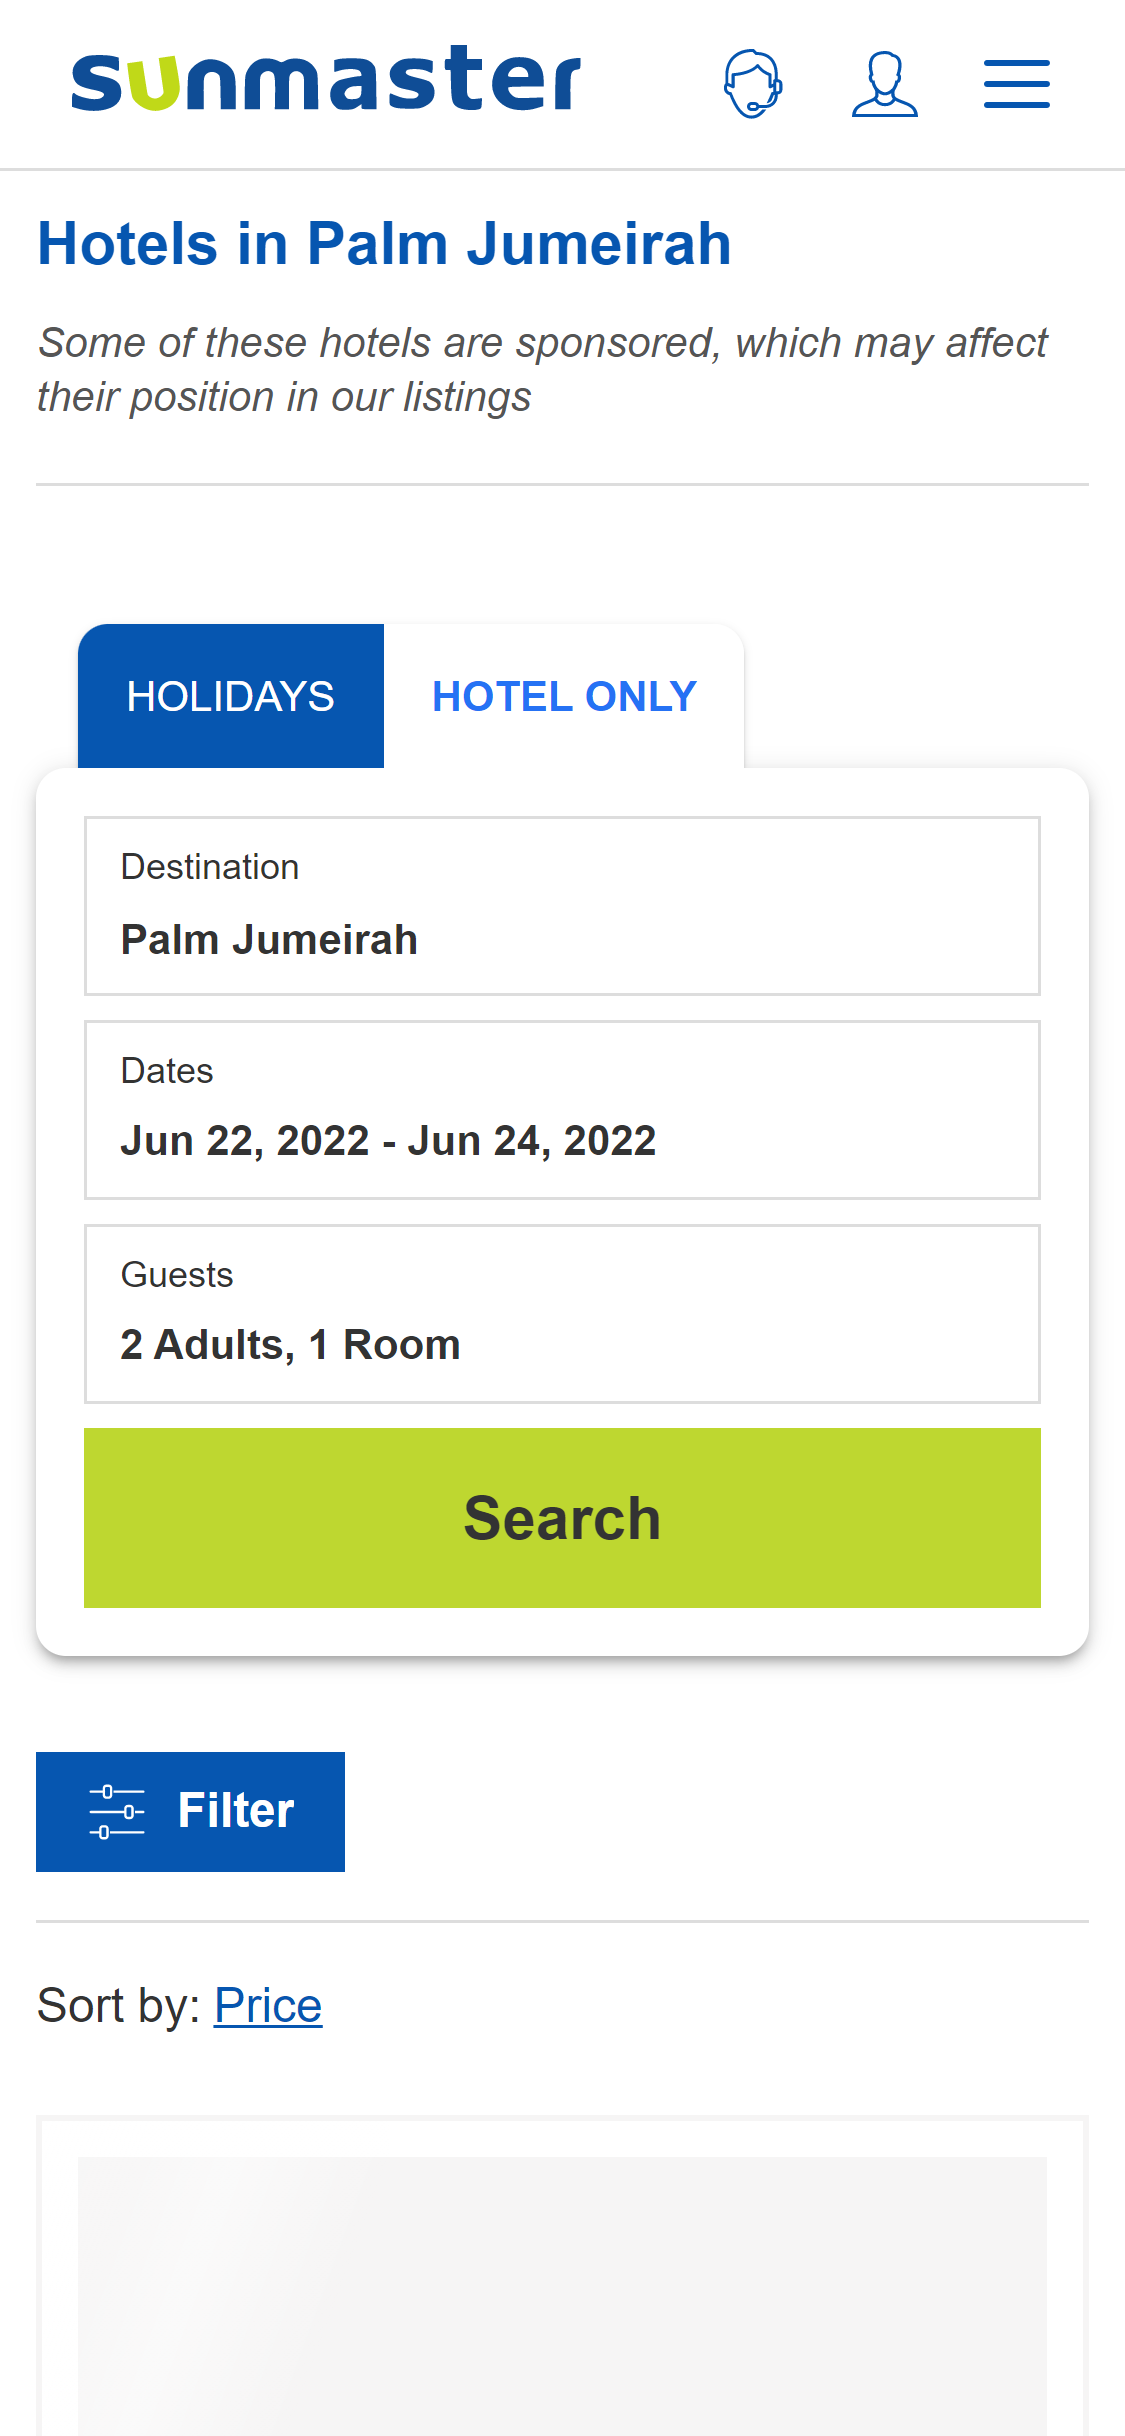 sunmaster
Hotels in Palm Jumeirah
Some of these hotels are sponsored, which may affect
their position in our listings
HOLIDAYS
HOTEL ONLY
Destination
Palm Jumeirah
Dates
Jun 22, 2022 - Jun 24, 2022
Guests
2 Adults, 1 Room
Search
Filter
Sort by: Price